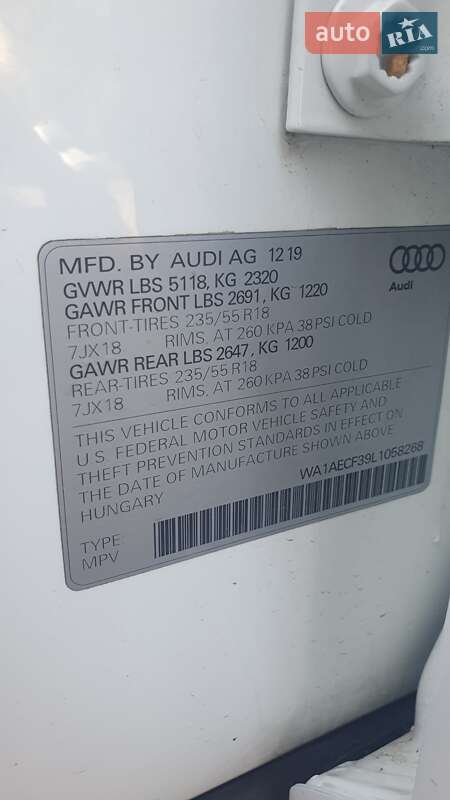 auto RIA.com
MFD. BY AUDI AG 12 19
GVWR LBS 5118, KG 2320
GAWR FRONT LBS 2691, KG 1220
FRONT-TIRES 235/55 R18
7JX18 RIMS, AT 260 KPA 38 PSI COLD
GAWR REAR LBS 2647, KG 1200
REAR-TIRES 235/55 R18
7JX18 RIMS, AT 260 KPA 38 PSI COLD
Audi
THIS VEHICLE CONFORMS TO ALL APPLICABLE
U.S. FEDERAL MOTOR VEHICLE SAFETY AND
THEFT PREVENTION STANDARDS IN EFFECT ON
THE DATE OF MANUFACTURE SHOWN ABOVE.
HUNGARY
WA1AECF39L1058268
TYPE:
MPV